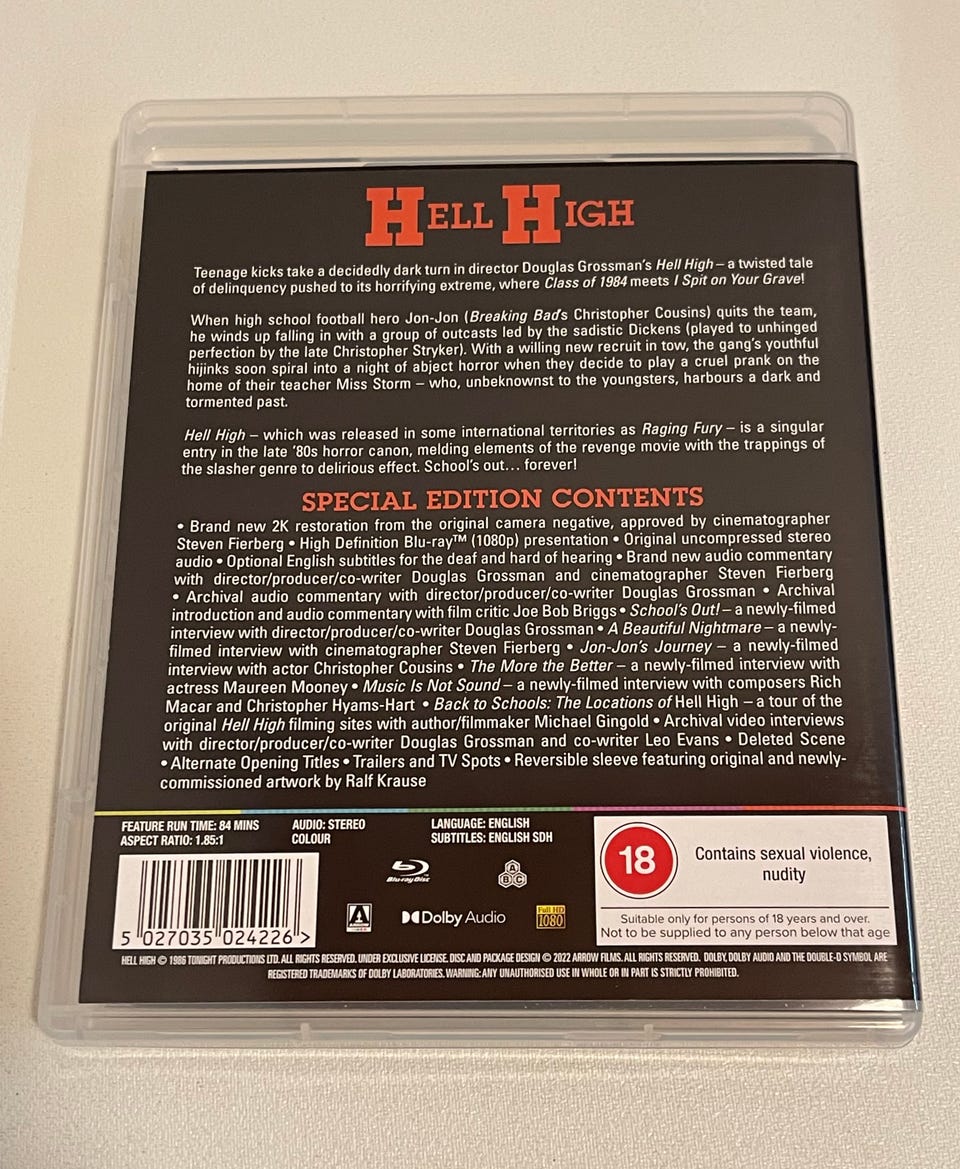 HELL HIGH
Teenage kicks take a decidedly dark turn in director Douglas Grossman's Hell High – a twisted tale
of delinquency pushed to its horrifying extreme, where Class of 1984 meets I Spit on Your Grave!
When high school football hero Jon-Jon (Breaking Bad's Christopher Cousins) quits the team,
he winds up falling in with a group of outcasts led by the sadistic Dickens (played to unhinged
perfection by the late Christopher Stryker). With a willing new recruit in tow, the gang's youthful
hijinks soon spiral into a night of abject horror when they decide to play a cruel prank on the
home of their teacher Miss Storm – who, unbeknownst to the youngsters, harbours a dark and
tormented past.
Hell High – which was released in some international territories as Raging Fury – is a singular
entry in the late '80s horror canon, melding elements of the revenge movie with the trappings of
the slasher genre to delirious effect. School's out... forever!
SPECIAL EDITION CONTENTS
• Brand new 2K restoration from the original camera negative, approved by cinematographer
Steven Fierberg • High Definition Blu-ray™ (1080p) presentation • Original uncompressed stereo
audio • Optional English subtitles for the deaf and hard of hearing • Brand new audio commentary
with director/producer/co-writer Douglas Grossman and cinematographer Steven Fierberg
• Archival audio commentary with director/producer/co-writer Douglas Grossman • Archival
introduction and audio commentary with film critic Joe Bob Briggs • School's Out! – a newly-filmed
interview with director/producer/co-writer Douglas Grossman • A Beautiful Nightmare – a newly-
filmed interview with cinematographer Steven Fierberg • Jon-Jon's Journey – a newly-filmed
interview with actor Christopher Cousins • The More the Better – a newly-filmed interview with
actress Maureen Mooney • Music Is Not Sound – a newly-filmed interview with composers Rich
Macar and Christopher Hyams-Hart • Back to Schools: The Locations of Hell High – a tour of the
original Hell High filming sites with author/filmmaker Michael Gingold • Archival video interviews
with director/producer/co-writer Douglas Grossman and co-writer Leo Evans • Deleted Scene
• Alternate Opening Titles • Trailers and TV Spots • Reversible sleeve featuring original and newly-
commissioned artwork by Ralf Krause
FEATURE RUN TIME: 84 MINS AUDIO: STEREO LANGUAGE: ENGLISH
ASPECT RATIO: 1.85:1 COLOUR SUBTITLES: ENGLISH SDH
18 Contains sexual violence,
nudity
Suitable only for persons of 18 years and over.
Not to be supplied to any person below that age
Blu-ray Disc
A B C
ARROW
Dolby Audio
Full HD
1080
5 027035 024226 >
HELL HIGH © 1986 TONIGHT PRODUCTIONS LTD. ALL RIGHTS RESERVED. UNDER EXCLUSIVE LICENSE. DISC AND PACKAGE DESIGN © 2022 ARROW FILMS. ALL RIGHTS RESERVED. DOLBY, DOLBY AUDIO AND THE DOUBLE-D SYMBOL ARE
REGISTERED TRADEMARKS OF DOLBY LABORATORIES. WARNING: ANY UNAUTHORISED USE IN WHOLE OR IN PART IS STRICTLY PROHIBITED.